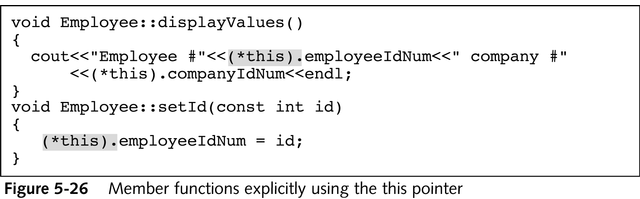 void Employee::displayValues()
{
cout<<"Employee #"<<(*this).employeeIdNum<<" company #"
<<(*this).companyIdNum<<endl;
}
void Employee::setId(const int id)
{
(*this).employeeIdNum = id;
}
Figure 5-26 Member functions explicitly using the this pointer